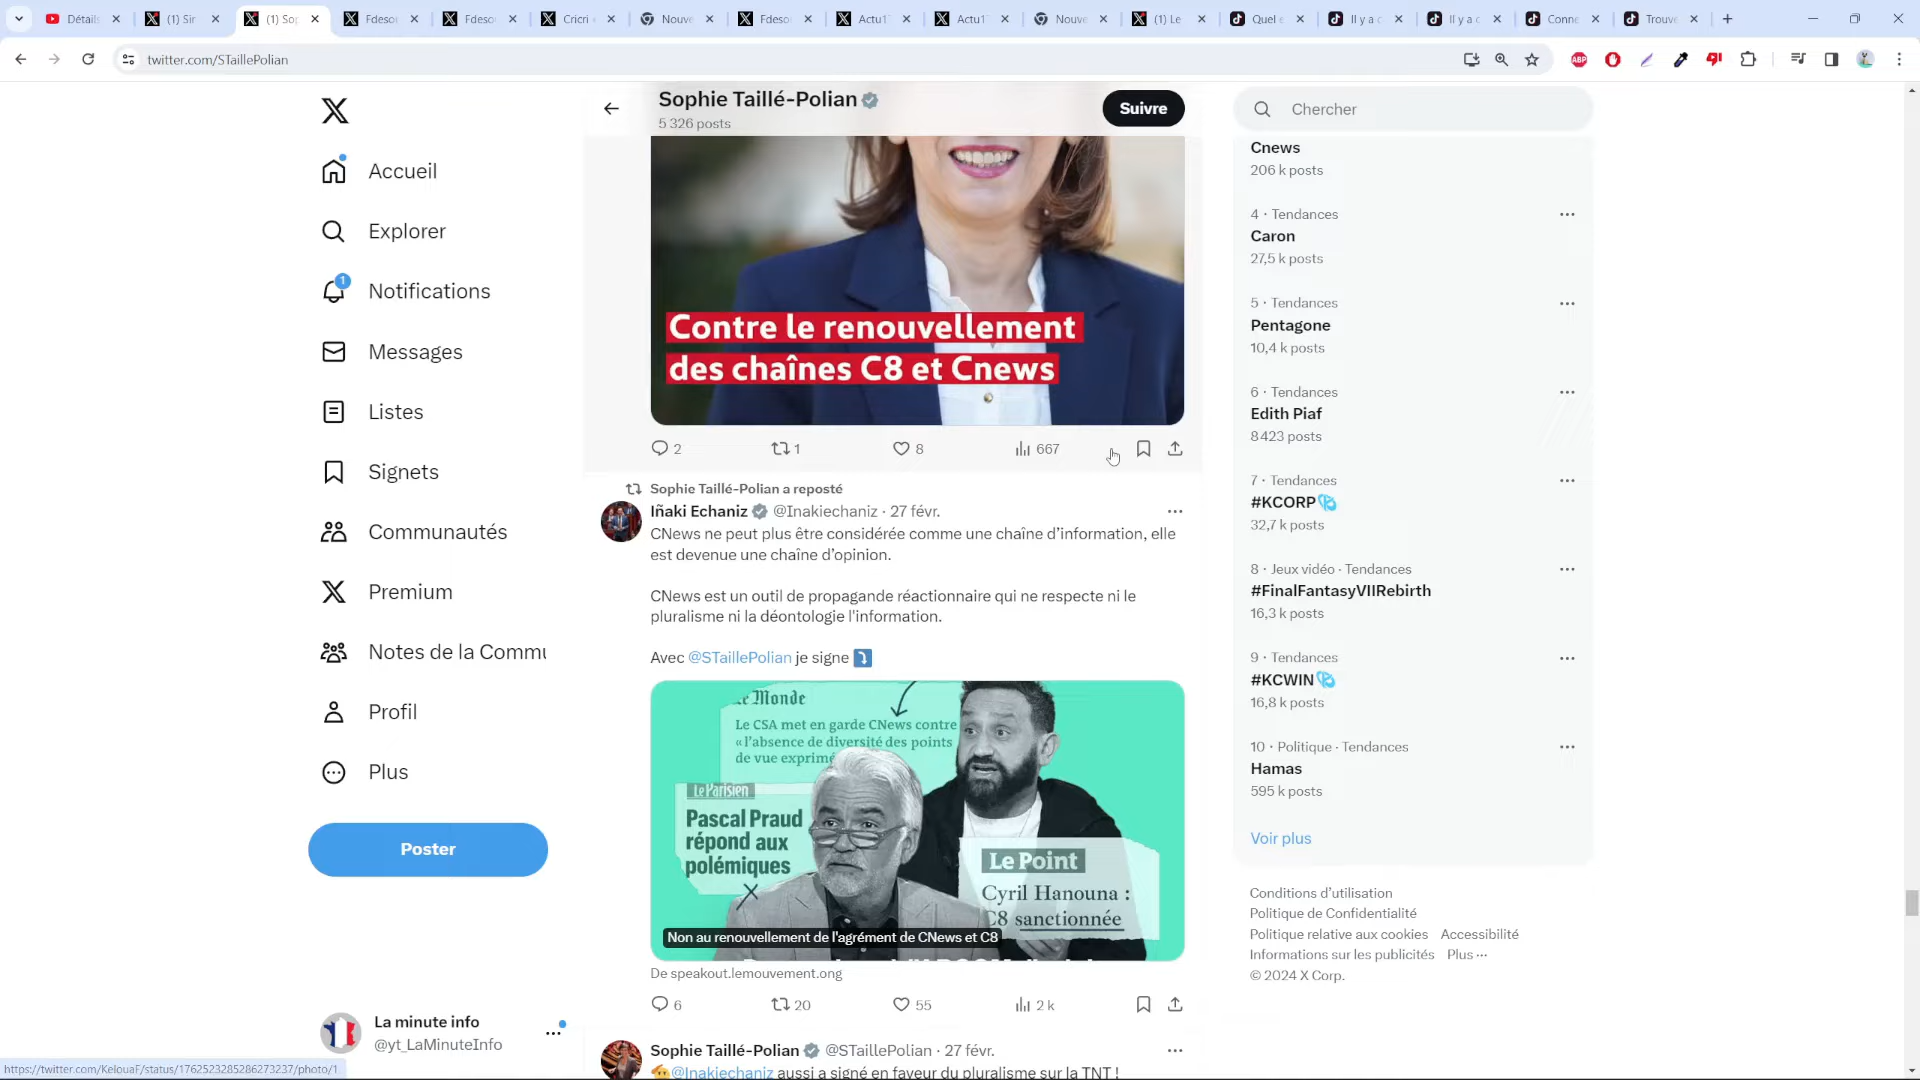 Détails
(1) Sir
(1) Sop
Fdesou
Fdesou
Cricri
Nouve
Fdeso
Actu17
Actu17
Nouve
(1) Le
Quel e
Il y a c
Il y a c
Conne
Trouve
twitter.com/STaillePolian
ABP
Accueil
Explorer
1
Notifications
Messages
Listes
Signets
Communautés
Premium
Notes de la Commu
Profil
Plus
Poster
La minute info
@yt_LaMinuteInfo
https://twitter.com/KelouaF/status/1762523285286273237/photo/1
Sophie Taillé-Polian
5 326 posts
Suivre
Contre le renouvellement
des chaînes C8 et Cnews
2
1
8
667
Sophie Taillé-Polian a reposté
Iñaki Echaniz @Inakiechaniz · 27 févr.
CNews ne peut plus être considérée comme une chaîne d’information, elle
est devenue une chaîne d’opinion.
CNews est un outil de propagande réactionnaire qui ne respecte ni le
pluralisme ni la déontologie l'information.
Avec @STaillePolian je signe
Le Monde
Le CSA met en garde CNews contre
«l’absence de diversité des points
de vue exprimé
Le Parisien
Pascal Praud
répond aux
polémiques
Le Point
Cyril Hanouna :
C8 sanctionnée
Non au renouvellement de l'agrément de CNews et C8
De speakout.lemouvement.ong
6
20
55
2 k
Sophie Taillé-Polian @STaillePolian · 27 févr.
@Inakiechaniz aussi a signé en faveur du pluralisme sur la TNT !
Chercher
Cnews
206 k posts
4 · Tendances
Caron
27,5 k posts
5 · Tendances
Pentagone
10,4 k posts
6 · Tendances
Edith Piaf
8 423 posts
7 · Tendances
#KCORP
32,7 k posts
8 · Jeux vidéo · Tendances
#FinalFantasyVIIRebirth
16,3 k posts
9 · Tendances
#KCWIN
16,8 k posts
10 · Politique · Tendances
Hamas
595 k posts
Voir plus
Conditions d’utilisation
Politique de Confidentialité
Politique relative aux cookies Accessibilité
Informations sur les publicités Plus ···
© 2024 X Corp.